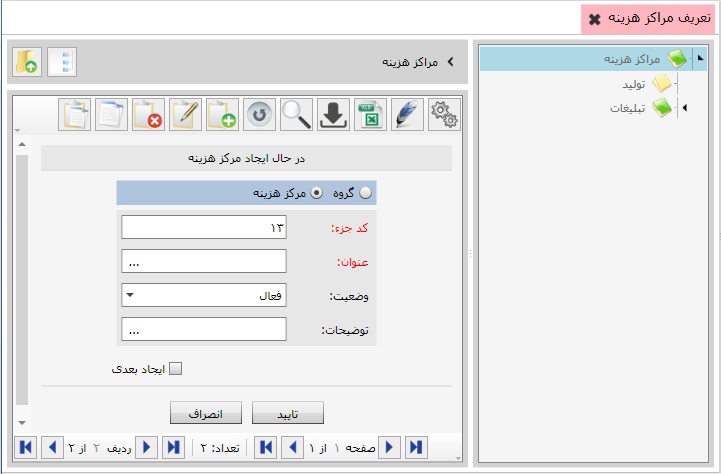 تعریف مراکز هزینه
مراکز هزینه
تولید
تبلیغات
مراکز هزینه
در حال ایجاد مرکز هزینه
گروه مرکز هزینه
کد جزء: ۱۳
عنوان: ...
وضعیت: فعال
توضیحات: ...
ایجاد بعدی
تایید انصراف
صفحه ۱ از ۱ تعداد: ۲ ردیف ۲ از ۲